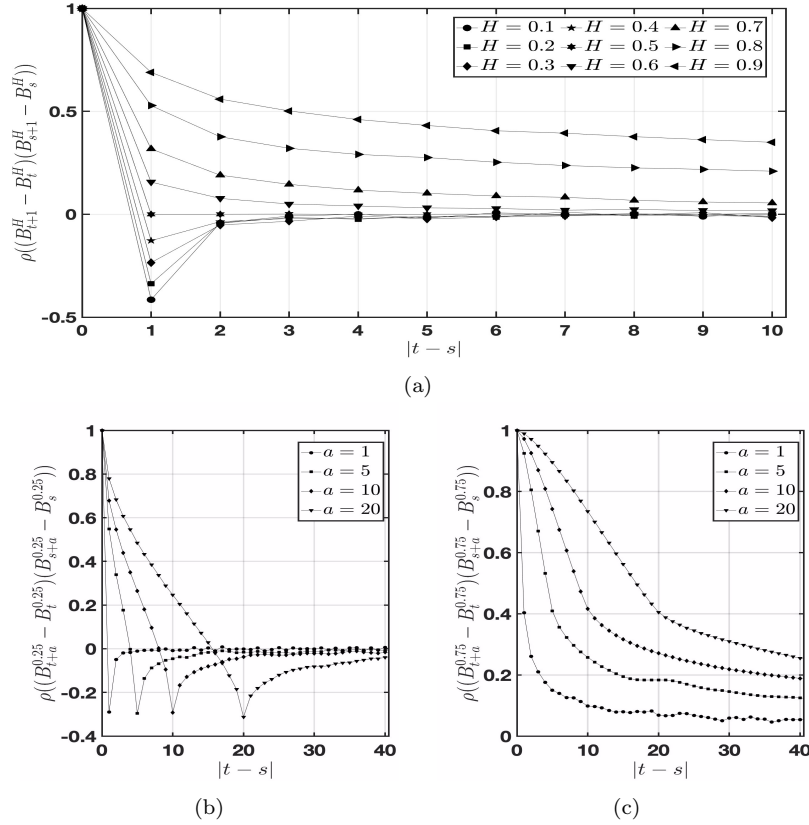 1
0.5
0
-0.5
ρ((B^H_{t+1} − B^H_t)(B^H_{s+1} − B^H_s))
H = 0.1 H = 0.4 H = 0.7
H = 0.2 H = 0.5 H = 0.8
H = 0.3 H = 0.6 H = 0.9
0 1 2 3 4 5 6 7 8 9 10
|t − s|
(a)
1
0.8
0.6
0.4
0.2
0
-0.2
-0.4
ρ((B^{0.25}_{t+a} − B^{0.25}_t)(B^{0.25}_{s+a} − B^{0.25}_s))
a = 1
a = 5
a = 10
a = 20
0 10 20 30 40
|t − s|
(b)
1
0.8
0.6
0.4
0.2
0
ρ((B^{0.75}_{t+a} − B^{0.75}_t)(B^{0.75}_{s+a} − B^{0.75}_s))
a = 1
a = 5
a = 10
a = 20
0 10 20 30 40
|t − s|
(c)